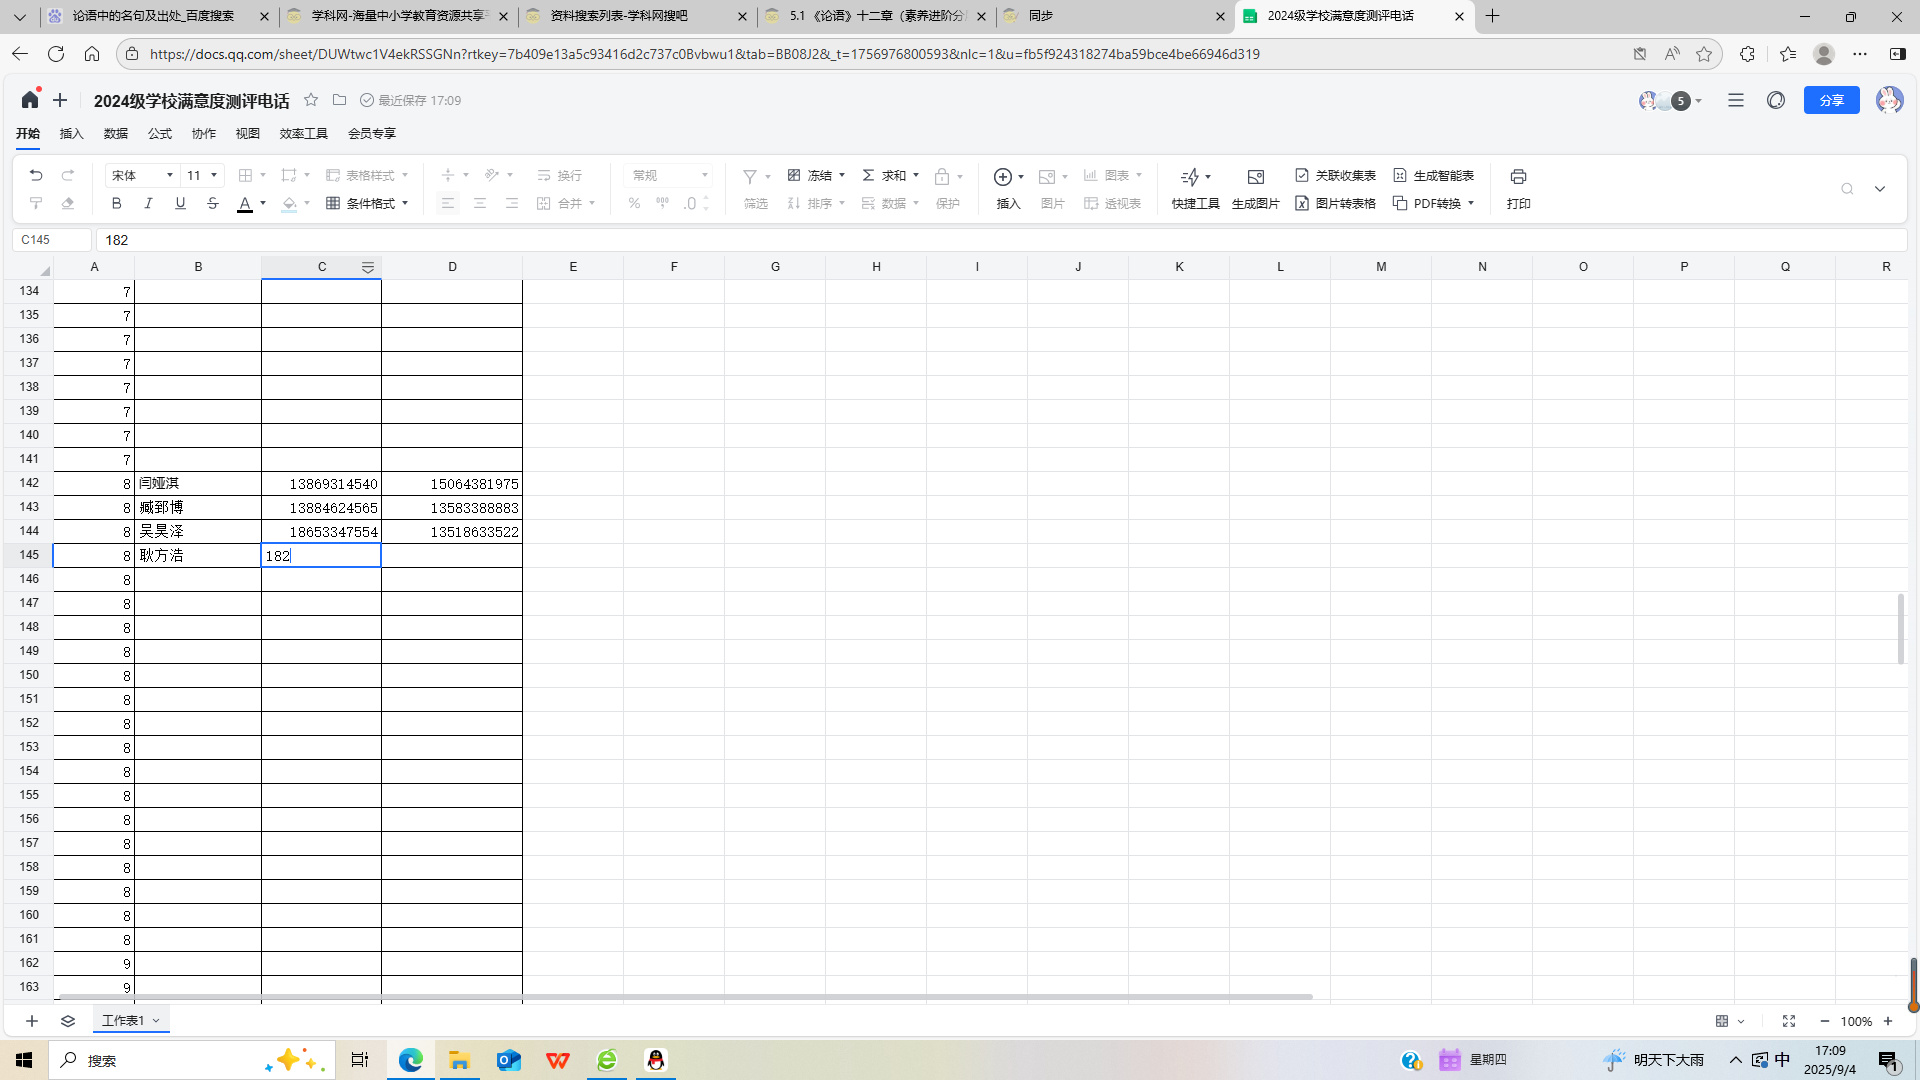 论语中的名句及出处_百度搜索
学科网-海量中小学教育资源共享平
资料搜索列表-学科网搜吧
5.1《论语》十二章（素养进阶分
同步
2024级学校满意度测评电话
https://docs.qq.com/sheet/DUWtwc1V4ekRSSGNn?rtkey=7b409e13a5c93416d2c737c0Bvbwu1&tab=BB08J2&_t=1756976800593&nlc=1&u=fb5f924318274ba59bce4be66946d319
2024级学校满意度测评电话 最近保存 17:09 5 分享
开始 插入 数据 公式 协作 视图 效率工具 会员专享
宋体 11 表格样式 换行 常规 冻结 求和 图表 关联收集表 生成智能表
B I U S A 条件格式 合并 % .0 筛选 排序 数据 保护 插入 图片 透视表 快捷工具 生成图片 图片转表格 PDF转换 打印
C145 182
A B C D E F G H I J K L M N O P Q R
134 7
135 7
136 7
137 7
138 7
139 7
140 7
141 7
142 8 闫娅淇 13869314540 15064381975
143 8 臧郅博 13884624565 13583388883
144 8 吴昊泽 18653347554 13518633522
145 8 耿方浩 182
146 8
147 8
148 8
149 8
150 8
151 8
152 8
153 8
154 8
155 8
156 8
157 8
158 8
159 8
160 8
161 8
162 9
163 9
工作表1 100%
搜索 星期四 明天下大雨 中 17:09
2025/9/4 1